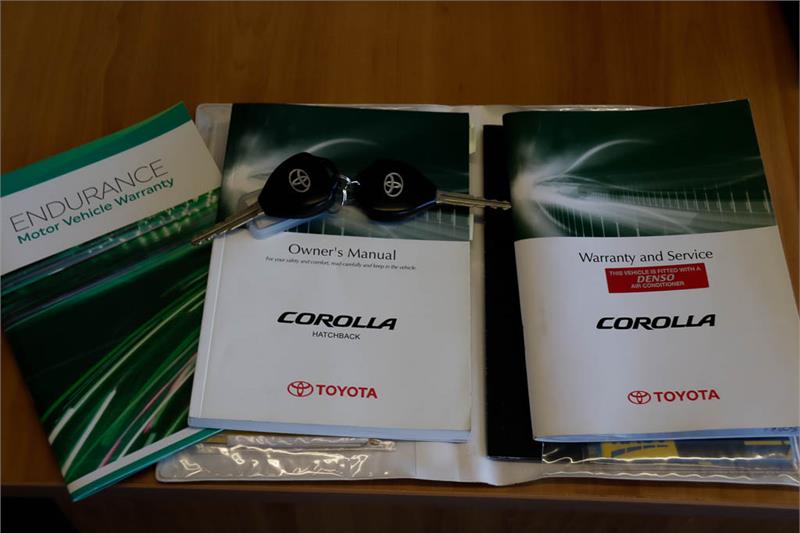 ENDURANCE
Motor Vehicle Warranty
Owner's Manual
For your safety and comfort, read carefully and keep in the vehicle.
COROLLA
HATCHBACK
TOYOTA
Warranty and Service
THIS VEHICLE IS FITTED WITH A
DENSO
AIR CONDITIONER
COROLLA
TOYOTA